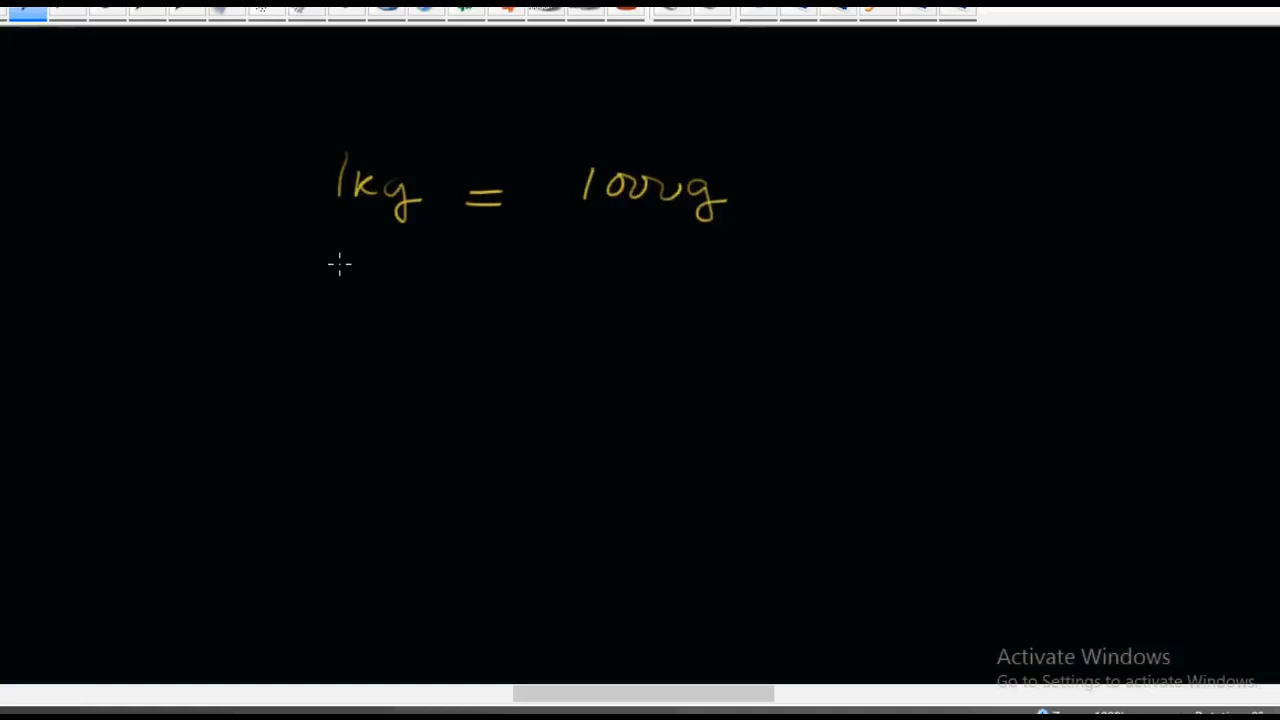 1kg = 1000g
Activate Windows
Go to Settings to activate Windows.